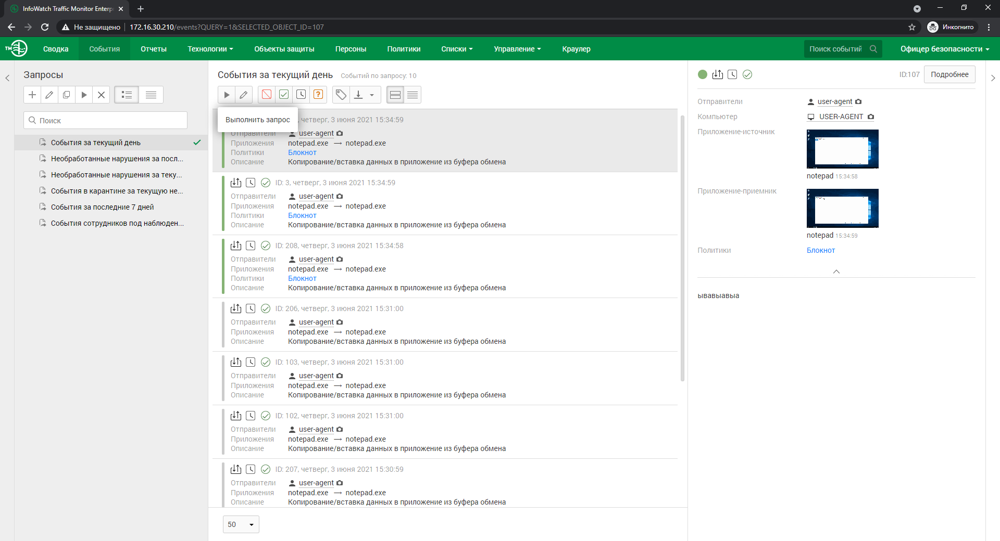 InfoWatch Traffic Monitor Enterp
Не защищено
172.16.30.210/events?QUERY=1&SELECTED_OBJECT_ID=107
Инкогнито
TM
Сводка
События
Отчеты
Технологии
Объекты защиты
Персоны
Политики
Списки
Управление
Краулер
Поиск событий
Офицер безопасности
Запросы
Поиск
События за текущий день
Необработанные нарушения за посл...
Необработанные нарушения за теку...
События в карантине за текущую не...
События за последние 7 дней
События сотрудников под наблюден...
События за текущий день
Событий по запросу: 10
Выполнить запрос
, четверг, 3 июня 2021 15:34:59
Отправители user-agent
Приложения notepad.exe → notepad.exe
Политики Блокнот
Описание Копирование/вставка данных в приложение из буфера обмена
ID: 3, четверг, 3 июня 2021 15:34:59
Отправители user-agent
Приложения notepad.exe → notepad.exe
Политики Блокнот
Описание Копирование/вставка данных в приложение из буфера обмена
ID: 208, четверг, 3 июня 2021 15:34:58
Отправители user-agent
Приложения notepad.exe → notepad.exe
Политики Блокнот
Описание Копирование/вставка данных в приложение из буфера обмена
ID: 206, четверг, 3 июня 2021 15:31:00
Отправители user-agent
Приложения notepad.exe → notepad.exe
Описание Копирование/вставка данных в приложение из буфера обмена
ID: 103, четверг, 3 июня 2021 15:31:00
Отправители user-agent
Приложения notepad.exe → notepad.exe
Описание Копирование/вставка данных в приложение из буфера обмена
ID: 102, четверг, 3 июня 2021 15:31:00
Отправители user-agent
Приложения notepad.exe → notepad.exe
Описание Копирование/вставка данных в приложение из буфера обмена
ID: 207, четверг, 3 июня 2021 15:30:59
Отправители user-agent
Приложения notepad.exe → notepad.exe
Описание Копирование/вставка данных в приложение из буфера обмена
50
ID:107
Подробнее
Отправители user-agent
Компьютер USER-AGENT
Приложение-источник
notepad 15:34:58
Приложение-приемник
notepad 15:34:59
Политики Блокнот
ывавыавыа